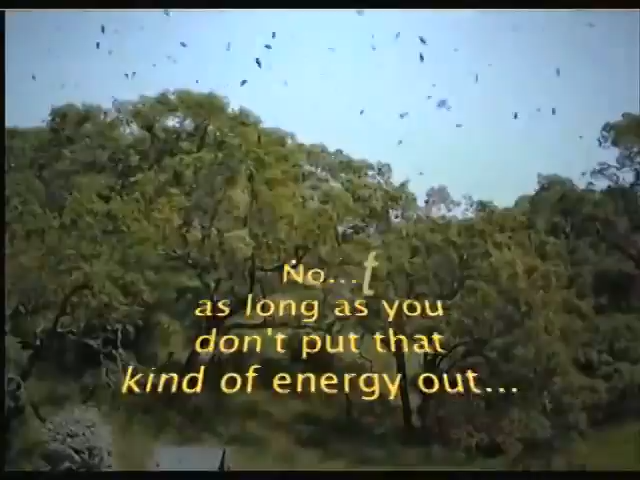 No...f
as long as you
don't put that
kind of energy out...